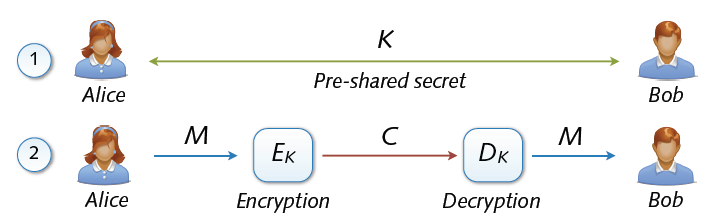 1
K
Pre-shared secret
Alice
Bob
2
M
E_K
C
D_K
M
Alice
Encryption
Decryption
Bob